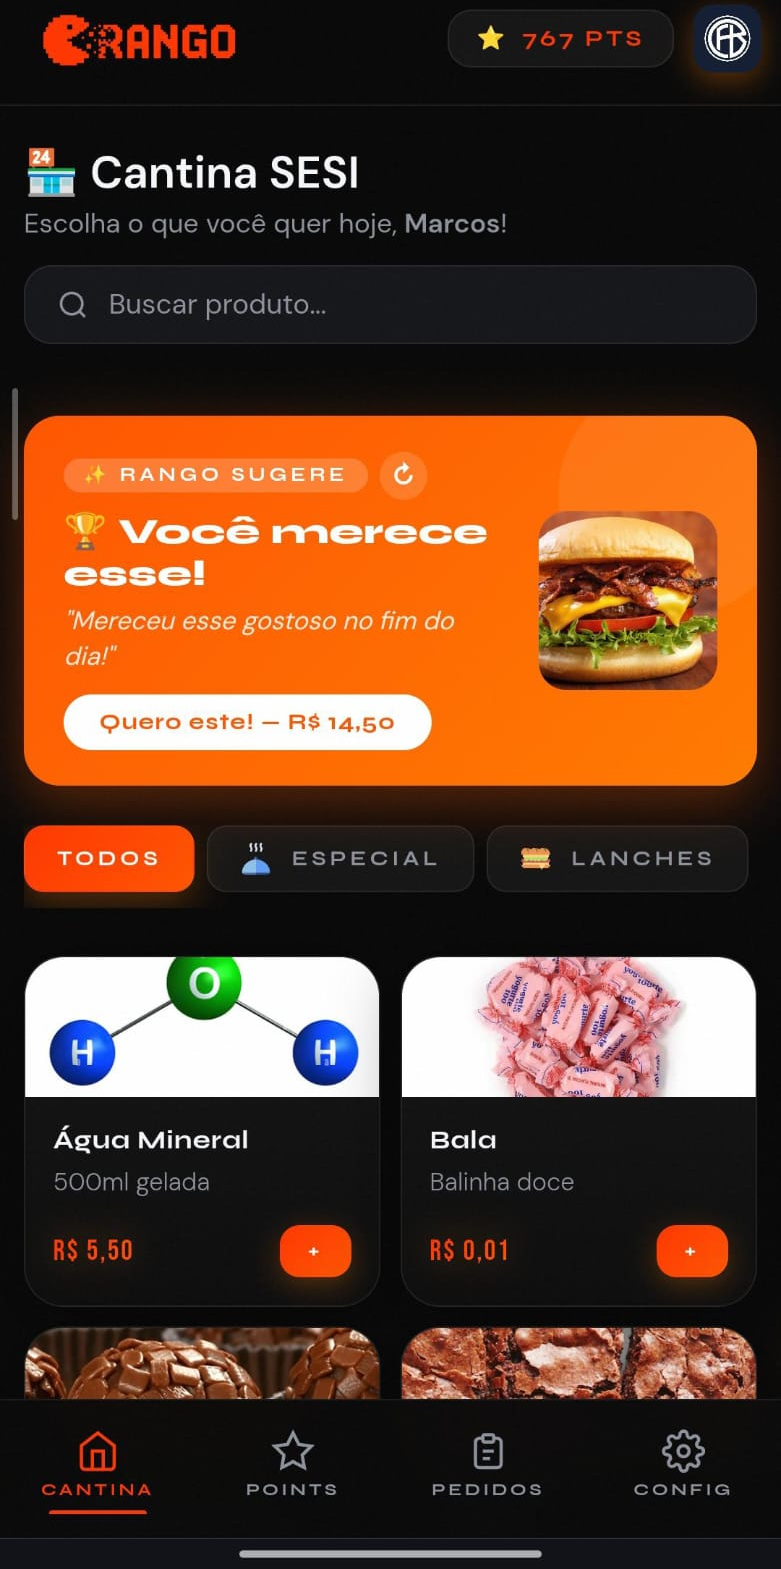 RANGO
767 PTS
24
Cantina SESI
Escolha o que você quer hoje, Marcos!
Buscar produto...
RANGO SUGERE
Você merece
esse!
"Mereceu esse gostoso no fim do
dia!"
Quero este! — R$ 14,50
TODOS
ESPECIAL
LANCHES
O
H
H
Água Mineral
500ml gelada
R$ 5,50
+
Bala
Balinha doce
R$ 0,01
+
CANTINA
POINTS
PEDIDOS
CONFIG